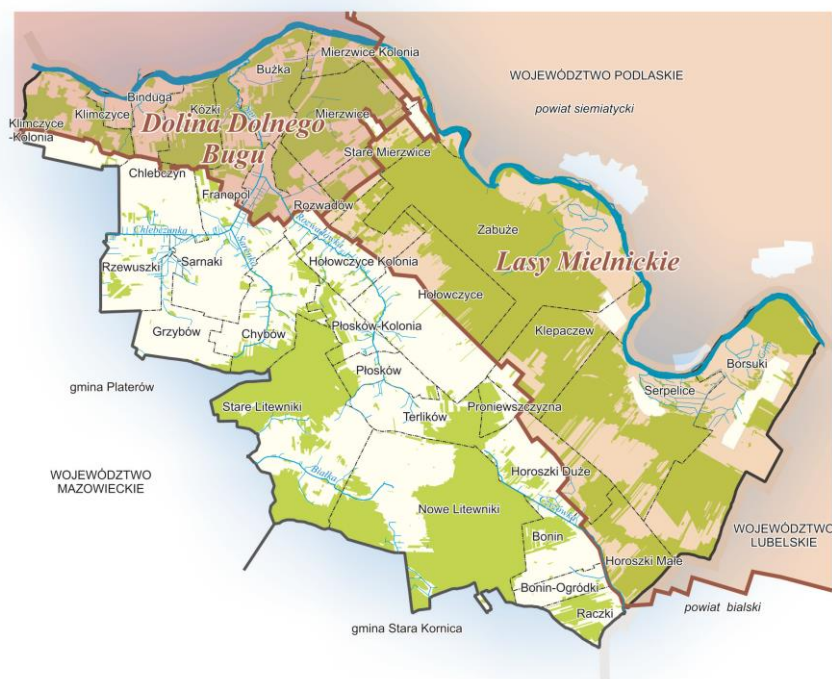 Mierzwice Kolonia
WOJEWÓDZTWO PODLASKIE
Bużka
powiat siemiatycki
Binduga
Kózki
Klimczyce
Mierzwice
Klimczyce
-Kolonia
Dolina Dolnego
Bugu
Stare Mierzwice
Chlebczyn
Franopol
Rozwadów
Zabuże
Chlebczanka
Sarenka
Lasy Mielnickie
Rzewuszki
Sarnaki
Hołowczyce Kolonia
Hołowczyce
Grzybów
Chybów
Płosków-Kolonia
Klepaczew
Płosków
Borsuki
gmina Platerów
Serpelice
Stare Litewniki
Terlików
Proniewszczyzna
WOJEWÓDZTWO
MAZOWIECKIE
Białka
Horoszki Duże
Nowe Litewniki
Bonin
WOJEWÓDZTWO
LUBELSKIE
Horoszki Małe
Bonin-Ogródki
Raczki
powiat bialski
gmina Stara Kornica